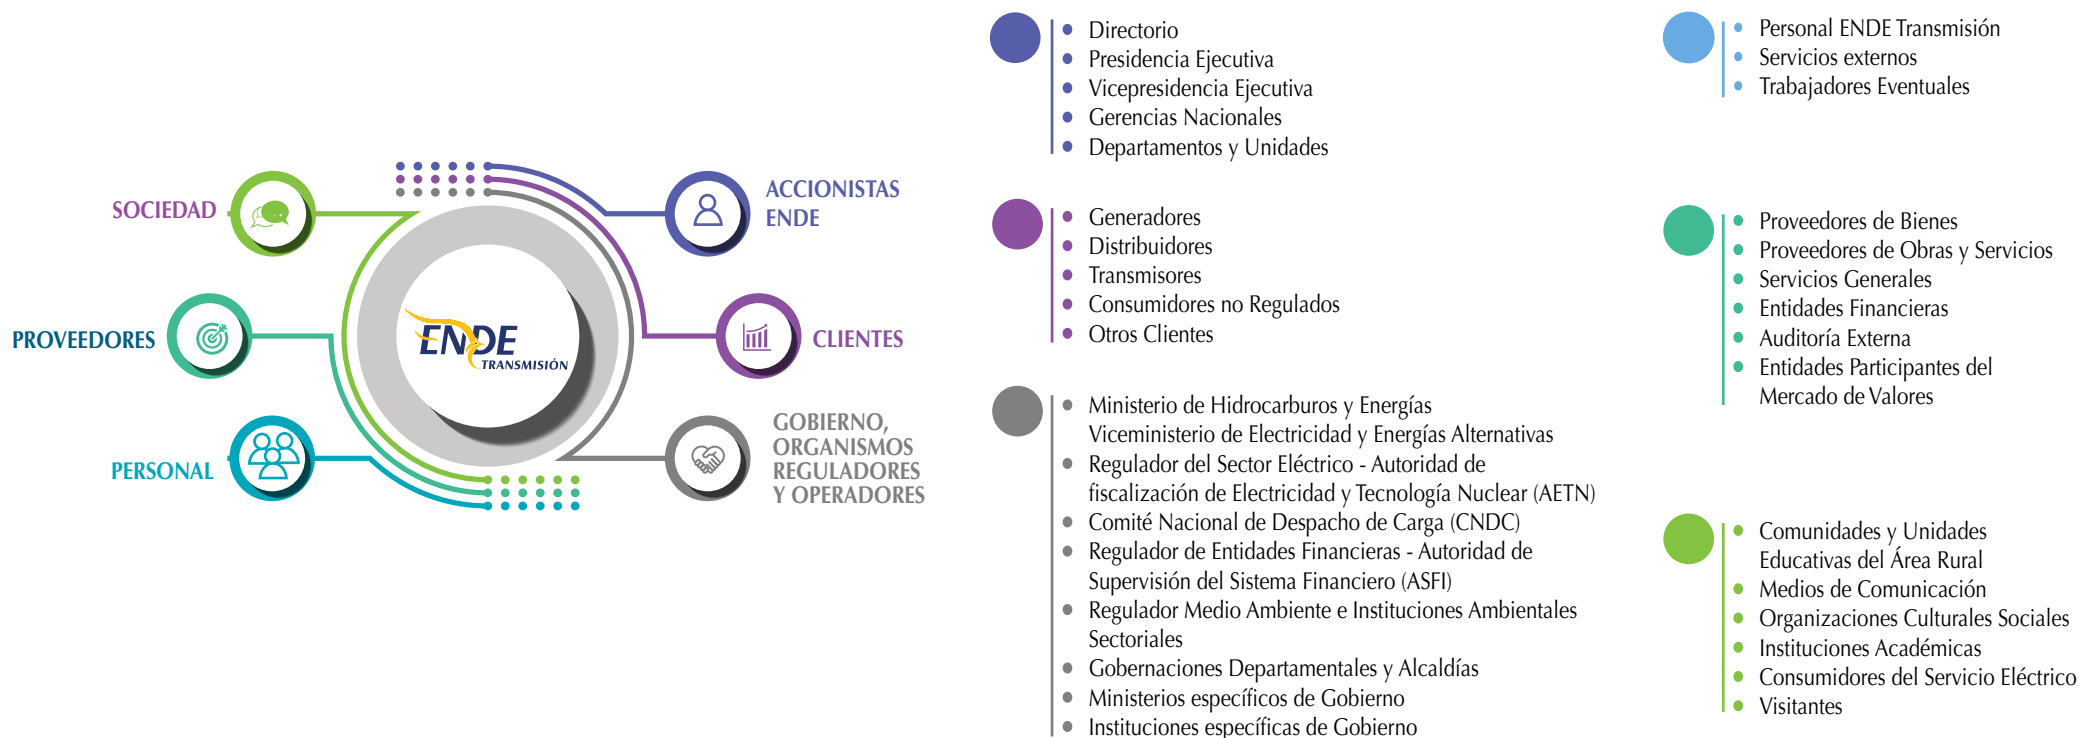 SOCIEDAD
PROVEEDORES
PERSONAL
ENDE
TRANSMISIÓN
ACCIONISTAS
ENDE
CLIENTES
GOBIERNO,
ORGANISMOS
REGULADORES
Y OPERADORES
• Directorio
• Presidencia Ejecutiva
• Vicepresidencia Ejecutiva
• Gerencias Nacionales
• Departamentos y Unidades
• Generadores
• Distribuidores
• Transmisores
• Consumidores no Regulados
• Otros Clientes
• Ministerio de Hidrocarburos y Energías
Viceministerio de Electricidad y Energías Alternativas
• Regulador del Sector Eléctrico - Autoridad de
fiscalización de Electricidad y Tecnología Nuclear (AETN)
• Comité Nacional de Despacho de Carga (CNDC)
• Regulador de Entidades Financieras - Autoridad de
Supervisión del Sistema Financiero (ASFI)
• Regulador Medio Ambiente e Instituciones Ambientales
Sectoriales
• Gobernaciones Departamentales y Alcaldías
• Ministerios específicos de Gobierno
• Instituciones específicas de Gobierno
• Personal ENDE Transmisión
• Servicios externos
• Trabajadores Eventuales
• Proveedores de Bienes
• Proveedores de Obras y Servicios
• Servicios Generales
• Entidades Financieras
• Auditoría Externa
• Entidades Participantes del
Mercado de Valores
• Comunidades y Unidades
Educativas del Área Rural
• Medios de Comunicación
• Organizaciones Culturales Sociales
• Instituciones Académicas
• Consumidores del Servicio Eléctrico
• Visitantes